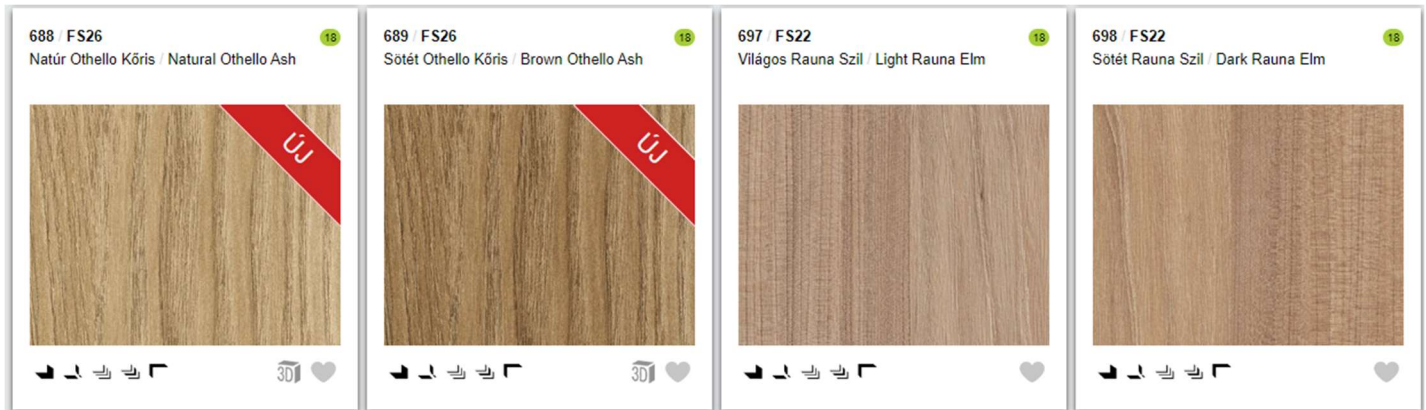 688 / FS26
18
Natúr Othello Kőris / Natural Othello Ash
ÚJ
3D
689 / FS26
18
Sötét Othello Kőris / Brown Othello Ash
ÚJ
3D
697 / FS22
18
Világos Rauna Szil / Light Rauna Elm
698 / FS22
18
Sötét Rauna Szil / Dark Rauna Elm